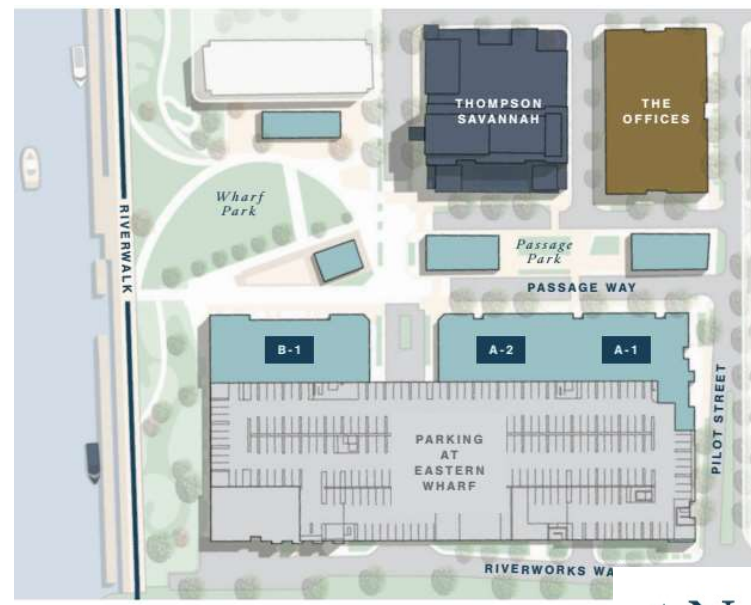 THOMPSON
SAVANNAH
THE
OFFICES
Wharf
Park
RIVERWALK
Passage
Park
PASSAGE WAY
B-1
A-2
A-1
PILOT STREET
PARKING
AT
EASTERN
WHARF
RIVERWORKS WA
N